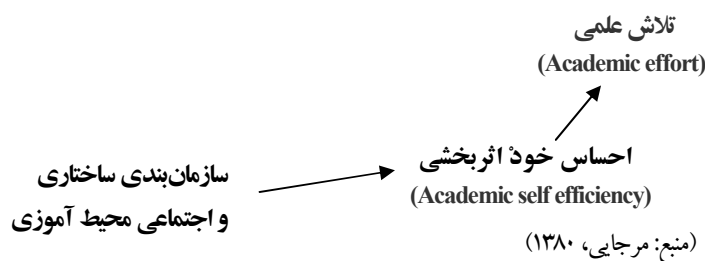 تلاش علمی
(Academic effort)
احساس خودْ اثربخشی
(Academic self efficiency)
سازمان‌بندی ساختاری
و اجتماعی محیط آموزی
(منبع: مرجایی، ۱۳۸۰)